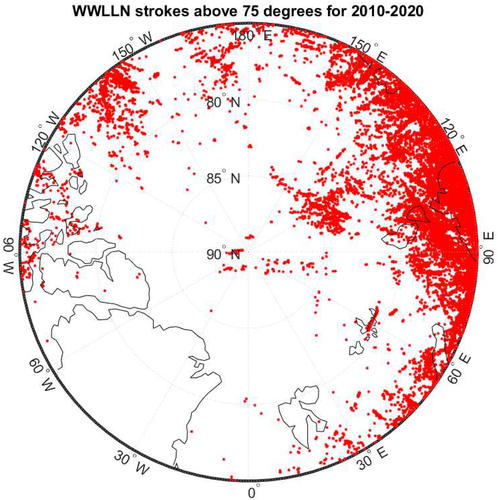 WWLLN strokes above 75 degrees for 2010-2020
180° E
150° W
150° E
80° N
120° W
120° E
85° N
90° N
90° W
90° E
60° W
60° E
30° W
30° E
0°